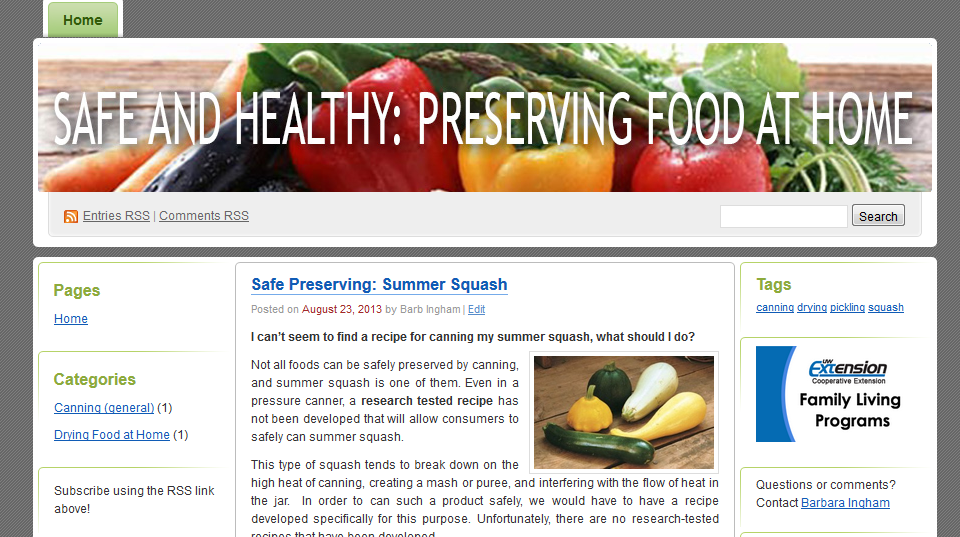 Home
SAFE AND HEALTHY: PRESERVING FOOD AT HOME
Entries RSS | Comments RSS
Search
Pages
Home
Categories
Canning (general) (1)
Drying Food at Home (1)
Subscribe using the RSS link
above!
Safe Preserving: Summer Squash
Posted on August 23, 2013 by Barb Ingham | Edit
I can't seem to find a recipe for canning my summer squash, what should I do?
Not all foods can be safely preserved by canning,
and summer squash is one of them. Even in a
pressure canner, a research tested recipe has
not been developed that will allow consumers to
safely can summer squash.
This type of squash tends to break down on the
high heat of canning, creating a mash or puree, and interfering with the flow of heat in
the jar. In order to can such a product safely, we would have to have a recipe
developed specifically for this purpose. Unfortunately, there are no research-tested
recipes that have been developed.
Tags
canning drying pickling squash
UW
Extension
Cooperative Extension
Family Living
Programs
Questions or comments?
Contact Barbara Ingham